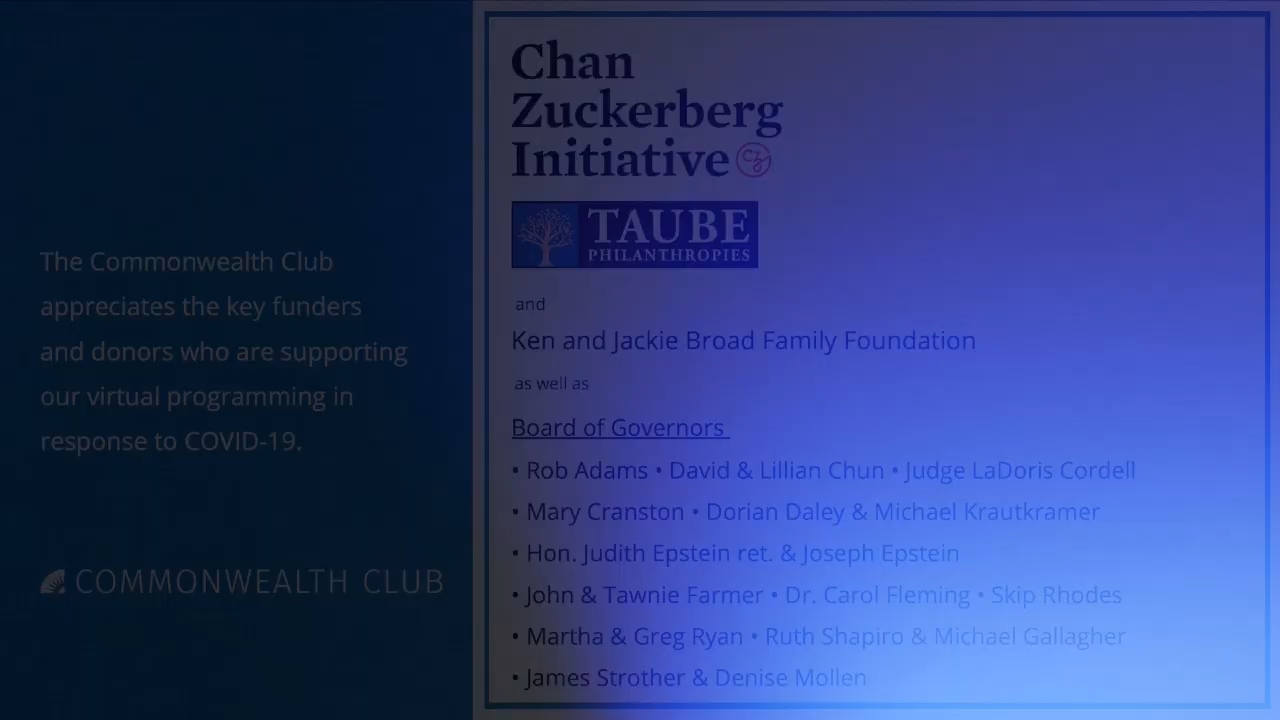 The Commonwealth Club
appreciates the key funders
and donors who are supporting
our virtual programming in
response to COVID-19.
COMMONWEALTH CLUB
Chan
Zuckerberg
Initiative cz
TAUBE
PHILANTHROPIES
and
Ken and Jackie Broad Family Foundation
as well as
Board of Governors
• Rob Adams • David & Lillian Chun • Judge LaDoris Cordell
• Mary Cranston • Dorian Daley & Michael Krautkramer
• Hon. Judith Epstein ret. & Joseph Epstein
• John & Tawnie Farmer • Dr. Carol Fleming • Skip Rhodes
• Martha & Greg Ryan • Ruth Shapiro & Michael Gallagher
• James Strother & Denise Mollen